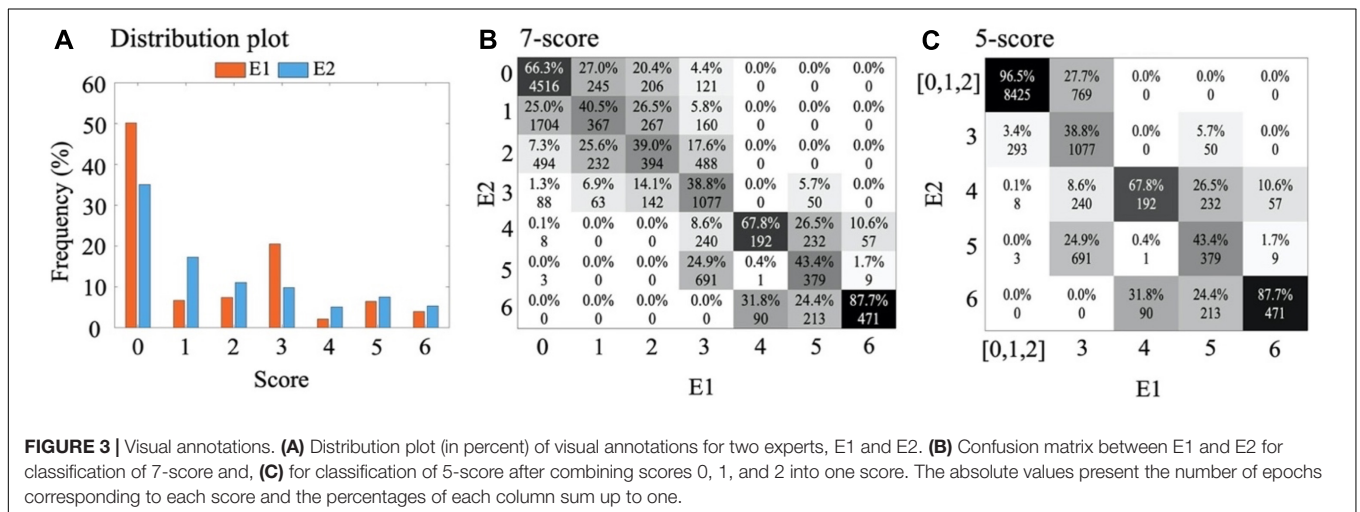 A Distribution plot
E1 E2
60
50
40
30
20
10
0
Frequency (%)
0 1 2 3 4 5 6
Score
B 7-score
0 66.3% 27.0% 20.4% 4.4% 0.0% 0.0% 0.0%
4516 245 206 121 0 0 0
1 25.0% 40.5% 26.5% 5.8% 0.0% 0.0% 0.0%
1704 367 267 160 0 0 0
2 7.3% 25.6% 39.0% 17.6% 0.0% 0.0% 0.0%
494 232 394 488 0 0 0
3 1.3% 6.9% 14.1% 38.8% 0.0% 5.7% 0.0%
88 63 142 1077 0 50 0
4 0.1% 0.0% 0.0% 8.6% 67.8% 26.5% 10.6%
8 0 0 240 192 232 57
5 0.0% 0.0% 0.0% 24.9% 0.4% 43.4% 1.7%
3 0 0 691 1 379 9
6 0.0% 0.0% 0.0% 0.0% 31.8% 24.4% 87.7%
0 0 0 0 90 213 471
E2
0 1 2 3 4 5 6
E1
C 5-score
[0,1,2] 96.5% 27.7% 0.0% 0.0% 0.0%
8425 769 0 0 0
3 3.4% 38.8% 0.0% 5.7% 0.0%
293 1077 0 50 0
4 0.1% 8.6% 67.8% 26.5% 10.6%
8 240 192 232 57
5 0.0% 24.9% 0.4% 43.4% 1.7%
3 691 1 379 9
6 0.0% 0.0% 31.8% 24.4% 87.7%
0 0 90 213 471
E2
[0,1,2] 3 4 5 6
E1
FIGURE 3 | Visual annotations. (A) Distribution plot (in percent) of visual annotations for two experts, E1 and E2. (B) Confusion matrix between E1 and E2 for
classification of 7-score and, (C) for classification of 5-score after combining scores 0, 1, and 2 into one score. The absolute values present the number of epochs
corresponding to each score and the percentages of each column sum up to one.